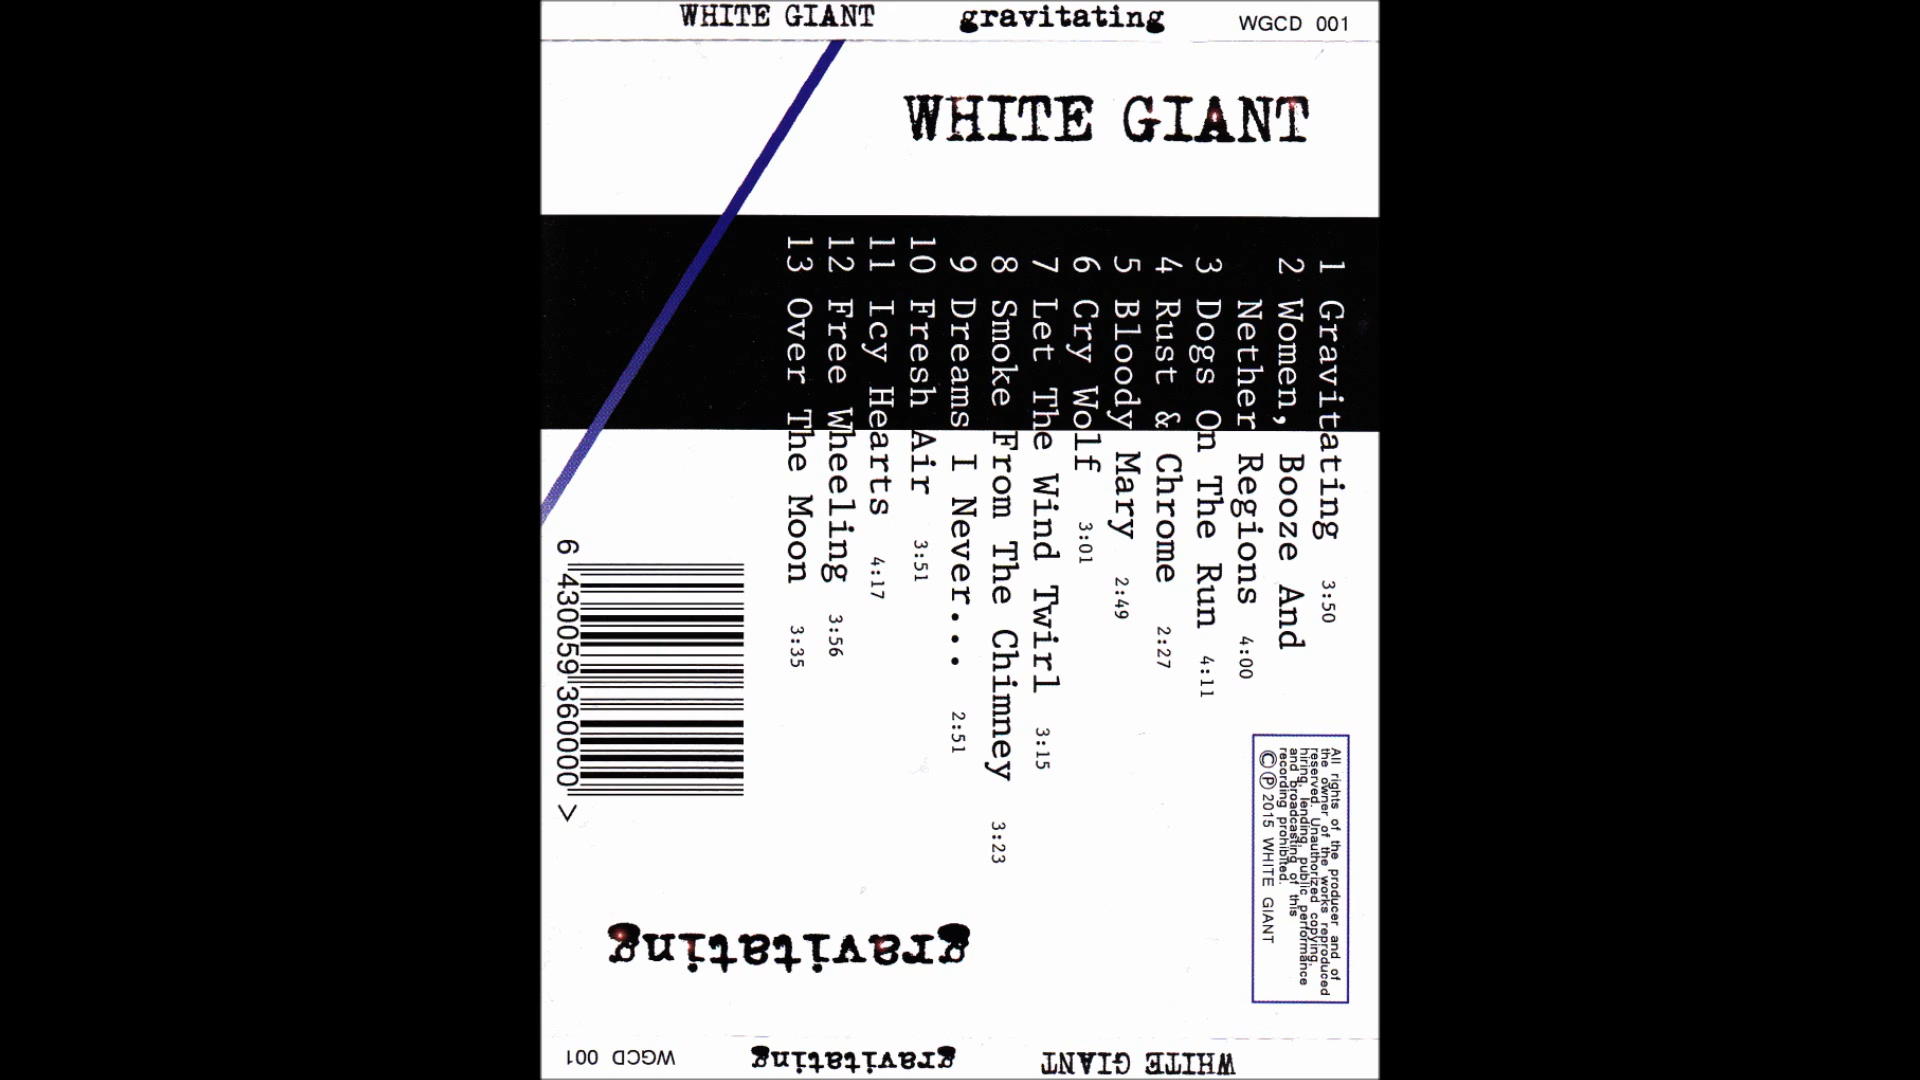 WHITE GIANT gravitating WGCD 001
WHITE GIANT
1 Gravitating 3:50
2 Women, Booze And
Nether Regions 4:00
3 Dogs On The Run 4:11
4 Rust & Chrome 2:27
5 Bloody Mary 2:49
6 Cry Wolf 3:01
7 Let The Wind Twirl 3:15
8 Smoke From The Chimney 3:23
9 Dreams I Never... 2:51
10 Fresh Air 3:51
11 Icy Hearts 4:17
12 Free Wheeling 3:56
13 Over The Moon 3:35
All rights of the producer and of
the owner of the works reproduced
reserved. Unauthorized copying,
hiring, lending, public performance
and broadcasting of this
recording prohibited.
©℗ 2015 WHITE GIANT
6 430059 360000 >
gravitating
WHITE GIANT gravitating WGCD 001